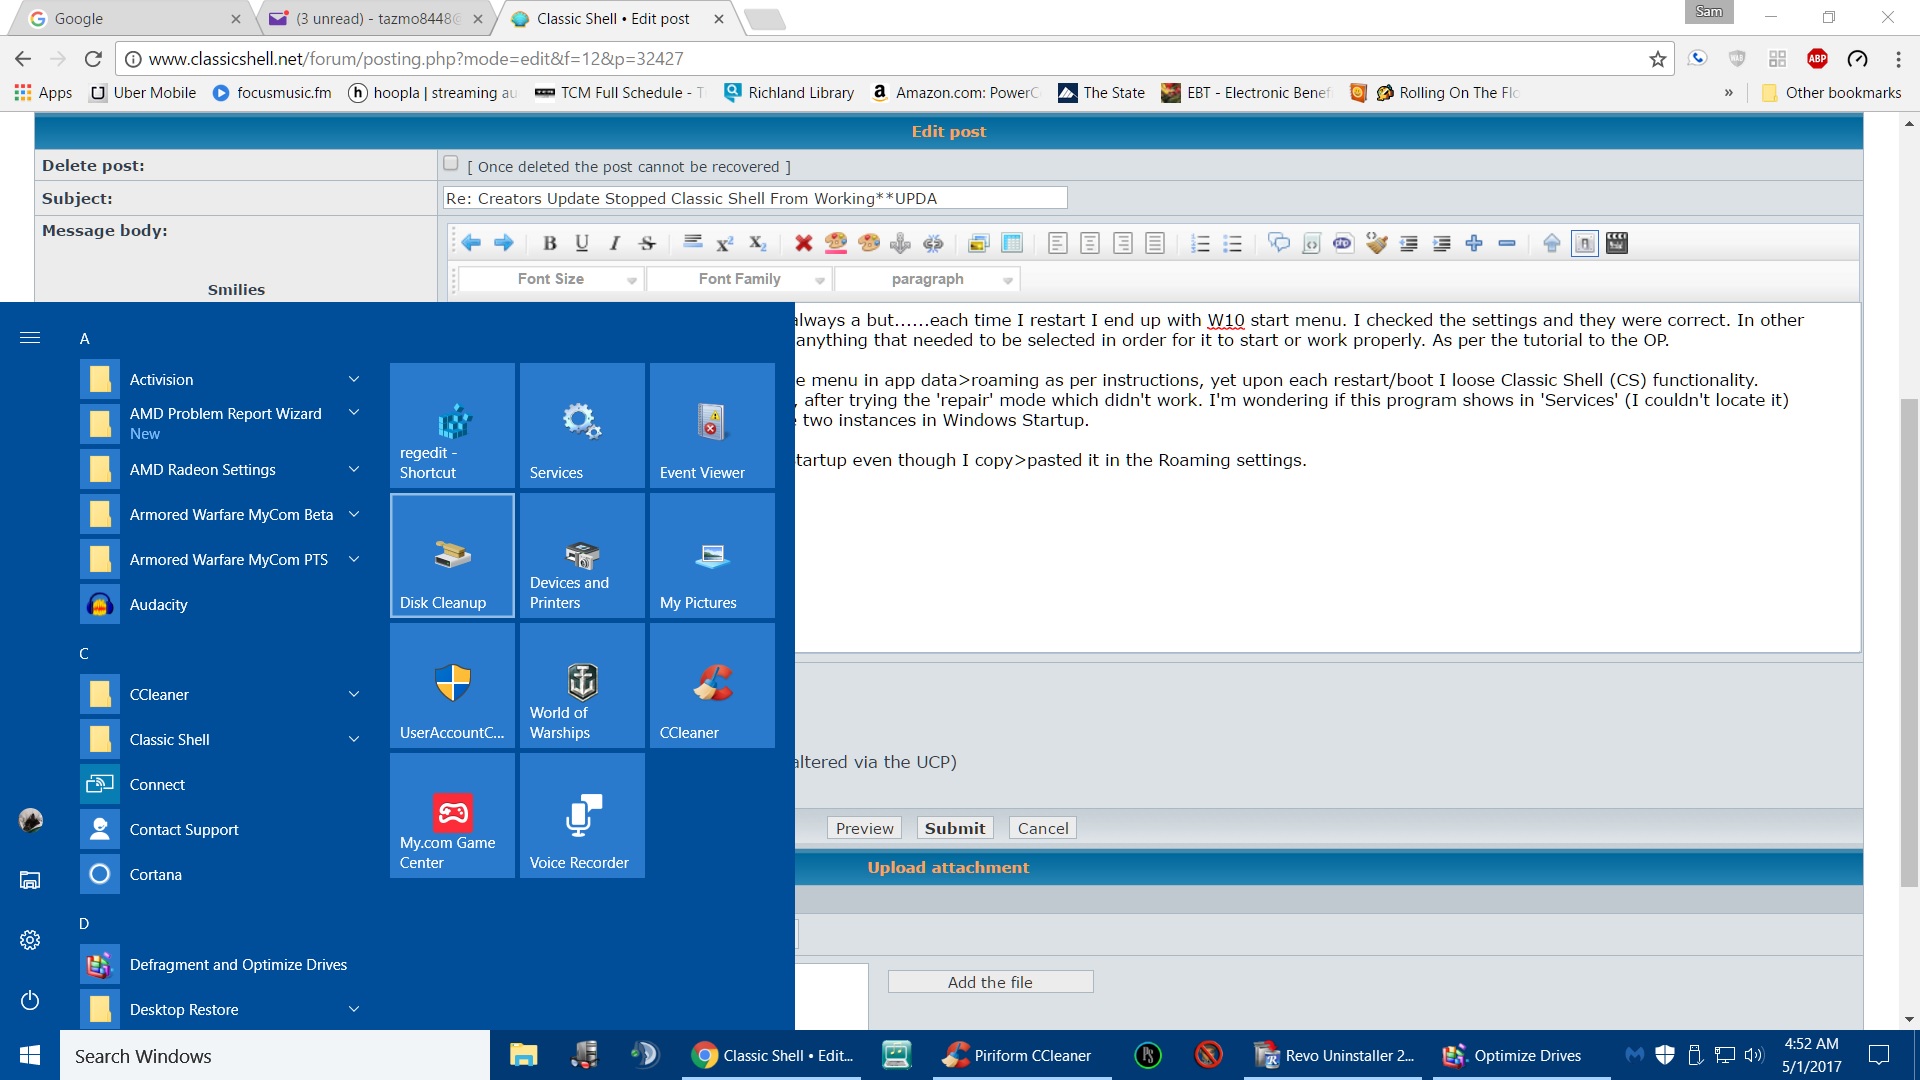 Google
(3 unread) - tazmo8448@
Classic Shell • Edit post
Sam
www.classicshell.net/forum/posting.php?mode=edit&f=12&p=32427
ABP
Apps
Uber Mobile
focusmusic.fm
hoopla | streaming au
TCM Full Schedule - T
Richland Library
Amazon.com: PowerC
The State
EBT - Electronic Benef
Rolling On The Flo
»
Other bookmarks
Edit post
Delete post:
[ Once deleted the post cannot be recovered ]
Subject:
Re: Creators Update Stopped Classic Shell From Working**UPDA
Message body:
Smilies
Font Size
Font Family
paragraph
always a but......each time I restart I end up with W10 start menu. I checked the settings and they were correct. In other
anything that needed to be selected in order for it to start or work properly. As per the tutorial to the OP.
e menu in app data>roaming as per instructions, yet upon each restart/boot I loose Classic Shell (CS) functionality.
, after trying the 'repair' mode which didn't work. I'm wondering if this program shows in 'Services' (I couldn't locate it)
two instances in Windows Startup.
startup even though I copy>pasted it in the Roaming settings.
altered via the UCP)
Preview
Submit
Cancel
Upload attachment
Add the file
A
Activision
AMD Problem Report Wizard
New
AMD Radeon Settings
Armored Warfare MyCom Beta
Armored Warfare MyCom PTS
Audacity
C
CCleaner
Classic Shell
Connect
Contact Support
Cortana
D
Defragment and Optimize Drives
Desktop Restore
regedit -
Shortcut
Services
Event Viewer
Disk Cleanup
Devices and
Printers
My Pictures
UserAccountC...
World of
Warships
CCleaner
My.com Game
Center
Voice Recorder
Search Windows
Classic Shell • Edit...
Piriform CCleaner
Revo Uninstaller 2...
Optimize Drives
4:52 AM
5/1/2017